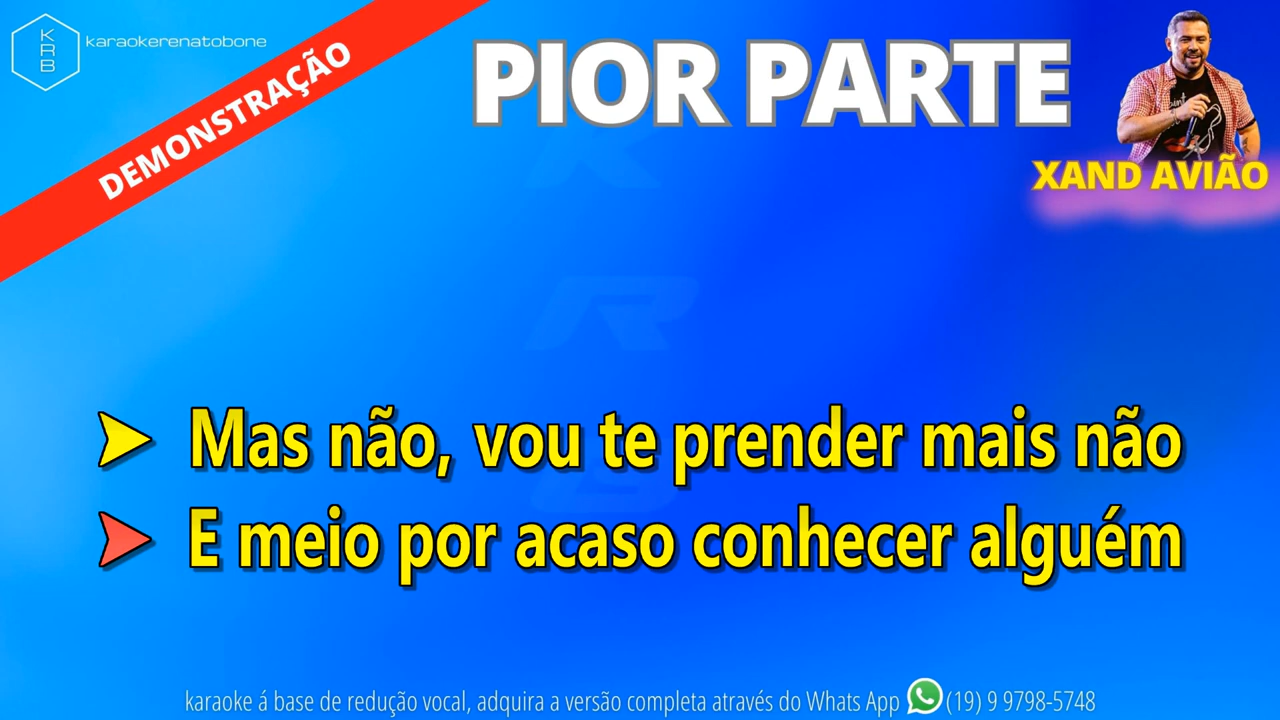 KRB
karaokerenatobone
DEMONSTRAÇÃO
PIOR PARTE
XAND AVIÃO
K
R
B
Mas não, vou te prender mais não
E meio por acaso conhecer alguém
karaoke á base de redução vocal, adquira a versão completa através do Whats App (19) 9 9798-5748